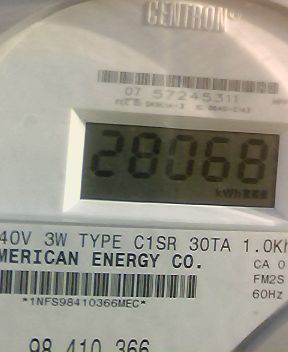 CENTRON
07 57245311
28068
kWh
40V 3W TYPE C1SR 30TA 1.0Kh
MERICAN ENERGY CO.
CA 0
FM2S
60Hz
*1NFS98410366MEC*
98 410 366